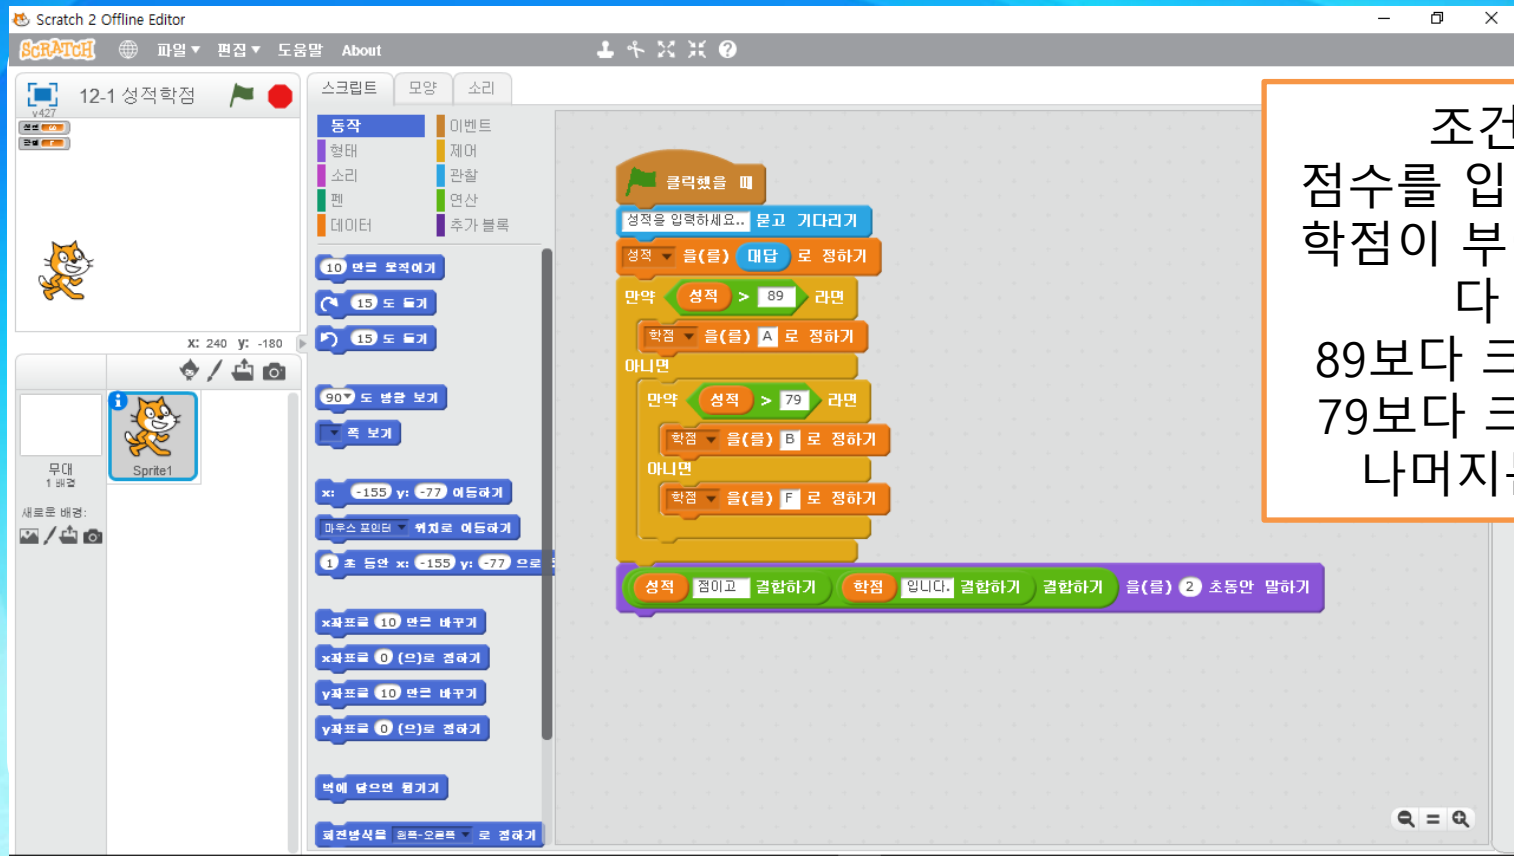 Scratch 2 Offline Editor
SCRATCH 파일 편집 도움말 About
12-1 성적학점
v427
스크립트 모양 소리
동작 이벤트
형태 제어
소리 관찰
펜 연산
데이터 추가 블록
10 만큼 움직이기
15 도 돌기
15 도 돌기
90 도 방향 보기
쪽 보기
x: -155 y: -77 이동하기
마우스 포인터 위치로 이동하기
1 초 동안 x: -155 y: -77 으로
x좌표를 10 만큼 바꾸기
x좌표를 0 (으)로 정하기
y좌표를 10 만큼 바꾸기
y좌표를 0 (으)로 정하기
벽에 닿으면 튕기기
회전방식을 왼쪽-오른쪽 로 정하기
X: 240 Y: -180
Sprite1
무대
1 배경
새로운 배경:
클릭했을 때
성적을 입력하세요.. 묻고 기다리기
성적 을(를) 대답 로 정하기
만약 성적 > 89 라면
학점 을(를) A 로 정하기
아니면
만약 성적 > 79 라면
학점 을(를) B 로 정하기
아니면
학점 을(를) F 로 정하기
성적 점이고 결합하기 학점 입니다. 결합하기 결합하기 을(를) 2 초동안 말하기
조건
점수를 입
학점이 부
다
89보다 크
79보다 크
나머지는